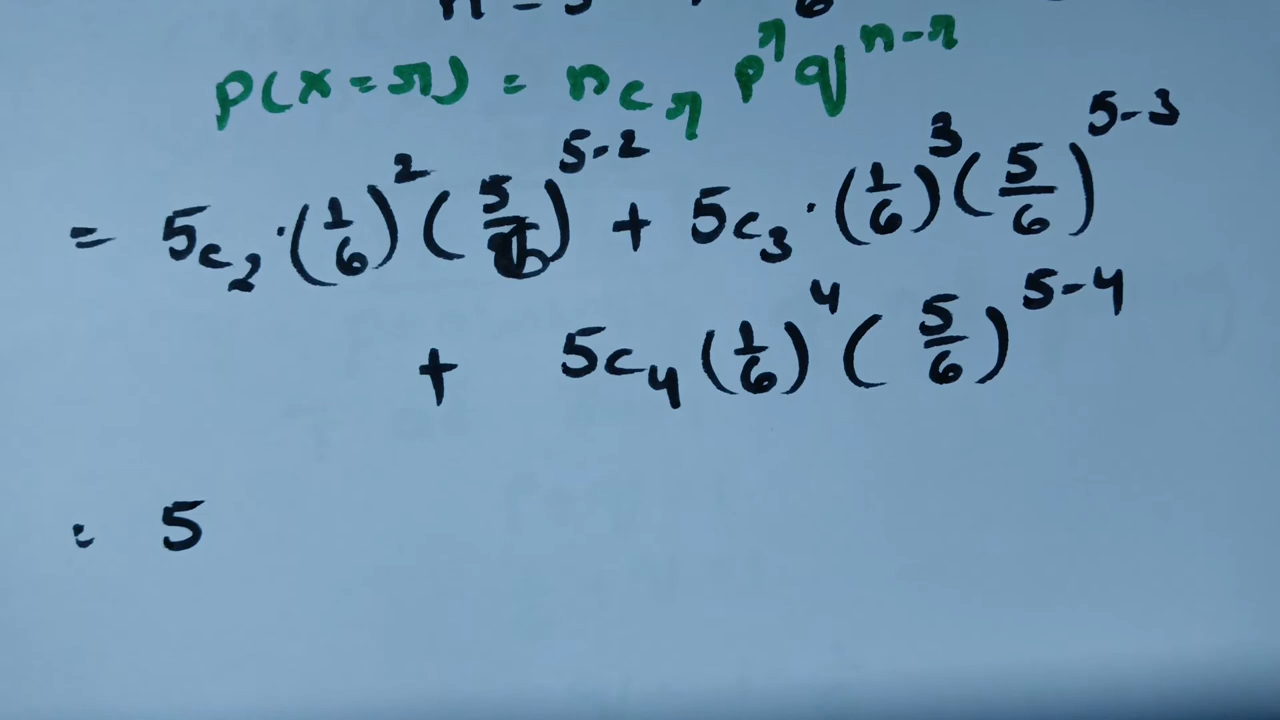 P(x=r) = nCr p^r q^n-r
= 5C2 · (1/6)^2 (5/6)^5-2 + 5C3 · (1/6)^3 (5/6)^5-3
+ 5C4 (1/6)^4 (5/6)^5-4
= 5